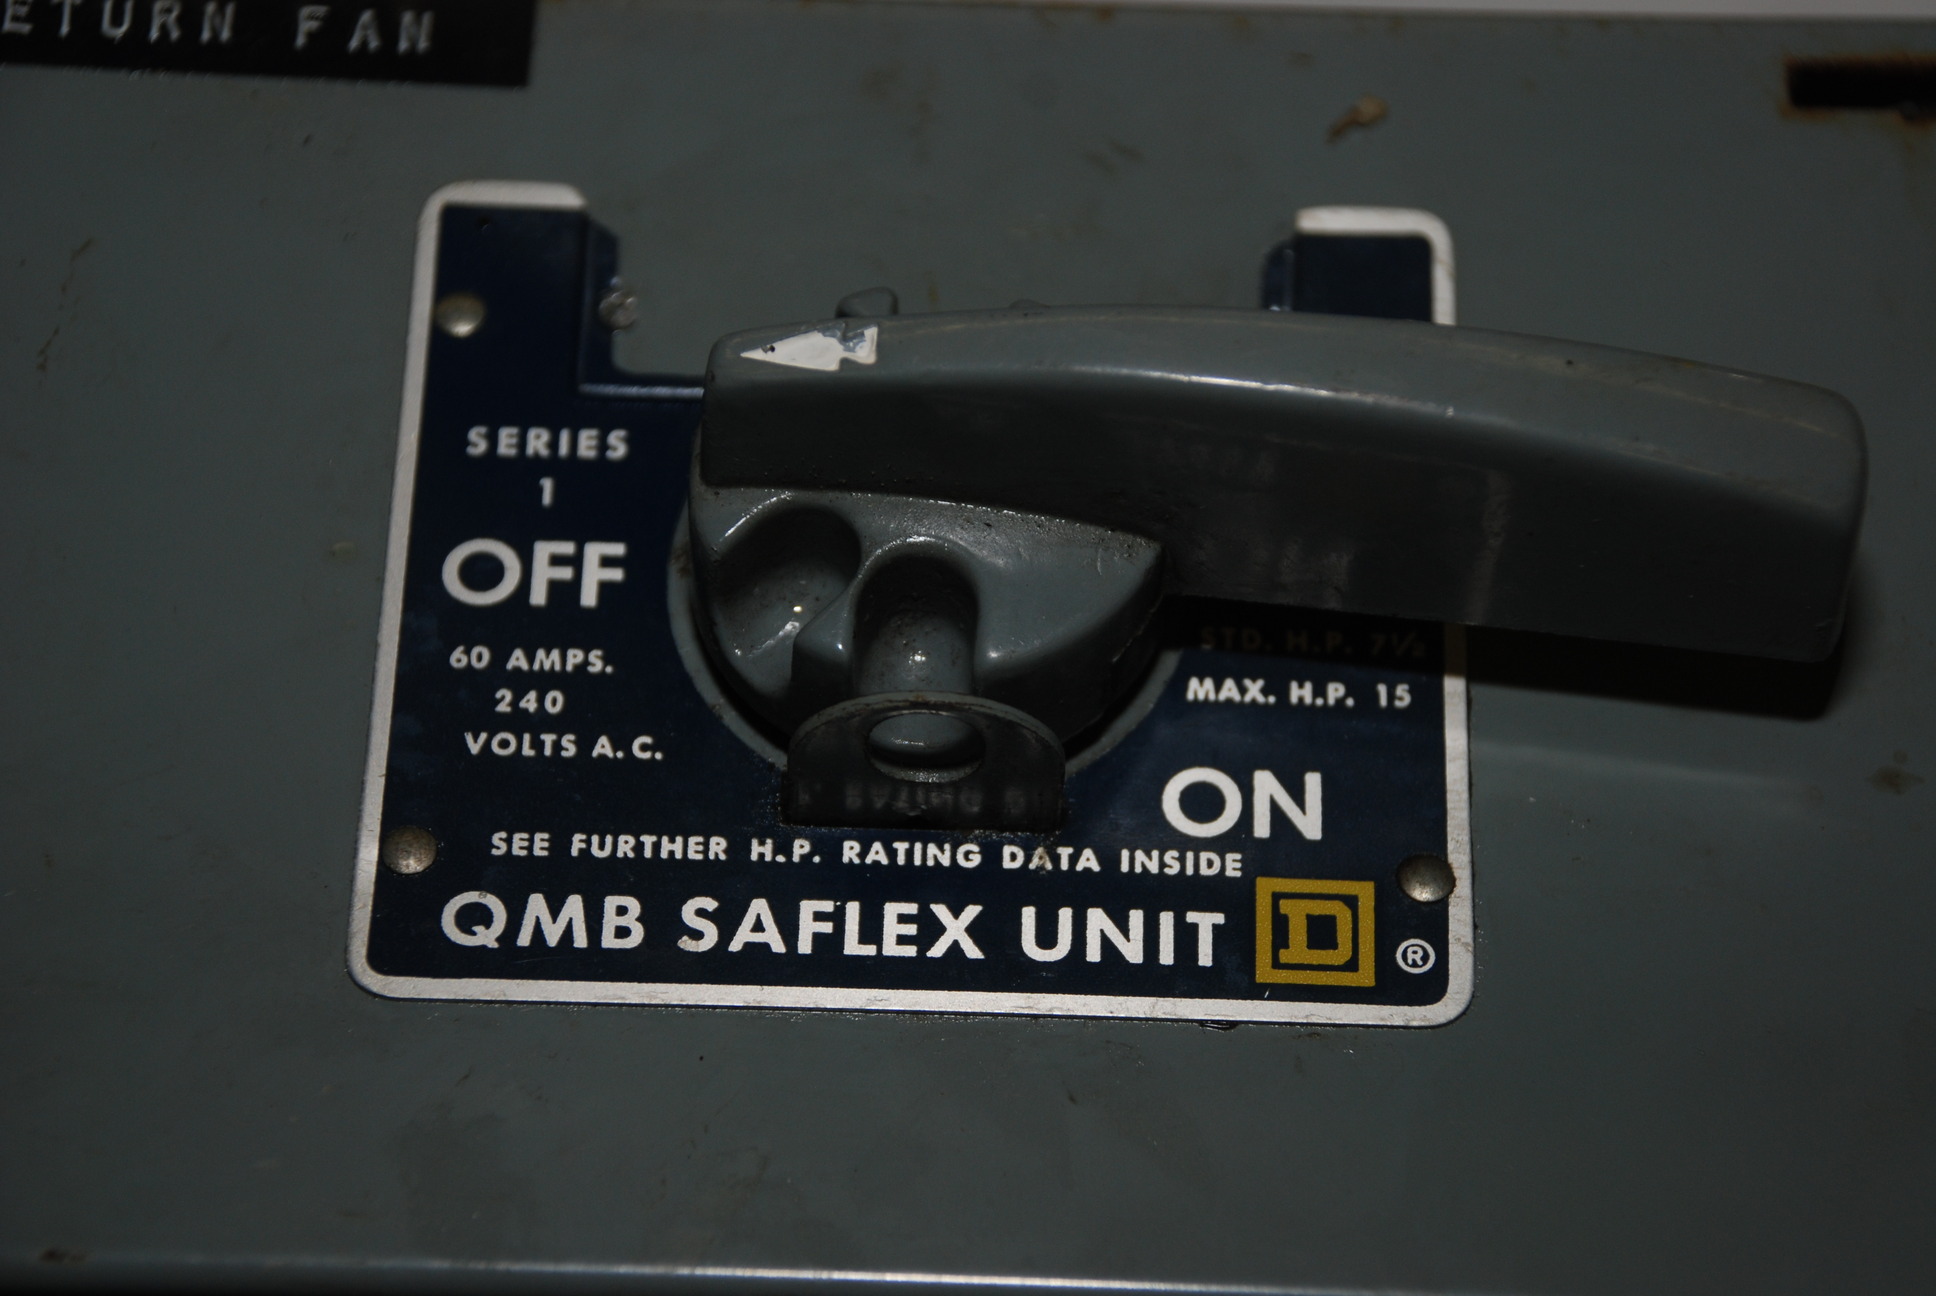 ETURN FAN
SERIES
1
OFF
60 AMPS.
240
VOLTS A.C.
STD. H.P. 7½
MAX. H.P. 15
ON
SEE FURTHER H.P. RATING DATA INSIDE
QMB SAFLEX UNIT D ®